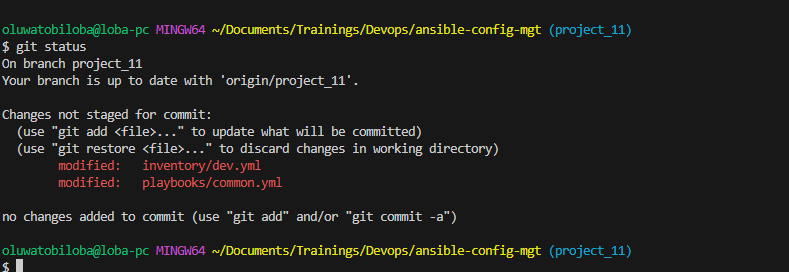 oluwatobiloba@loba-pc MINGW64 ~/Documents/Trainings/Devops/ansible-config-mgt (project_11)
$ git status
On branch project_11
Your branch is up to date with 'origin/project_11'.

Changes not staged for commit:
  (use "git add <file>..." to update what will be committed)
  (use "git restore <file>..." to discard changes in working directory)
        modified:   inventory/dev.yml
        modified:   playbooks/common.yml

no changes added to commit (use "git add" and/or "git commit -a")

oluwatobiloba@loba-pc MINGW64 ~/Documents/Trainings/Devops/ansible-config-mgt (project_11)
$